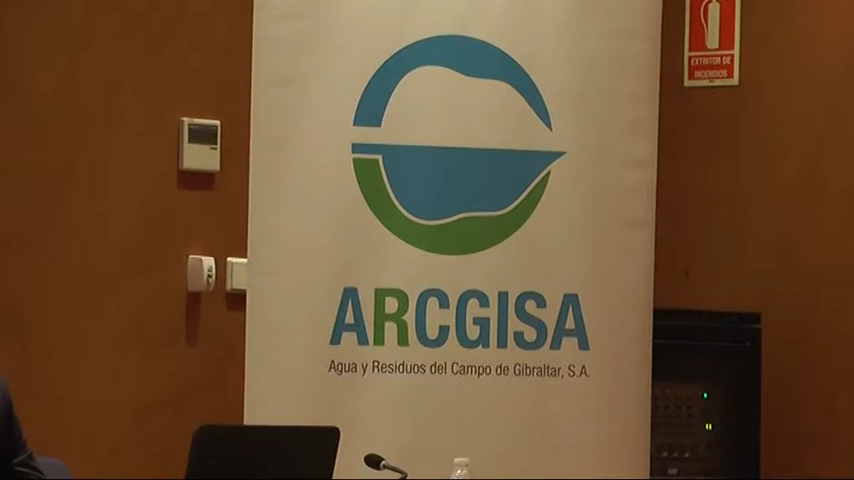 EXTINTOR DE
INCENDIOS
ARCGISA
Agua y Residuos del Campo de Gibraltar, S.A.